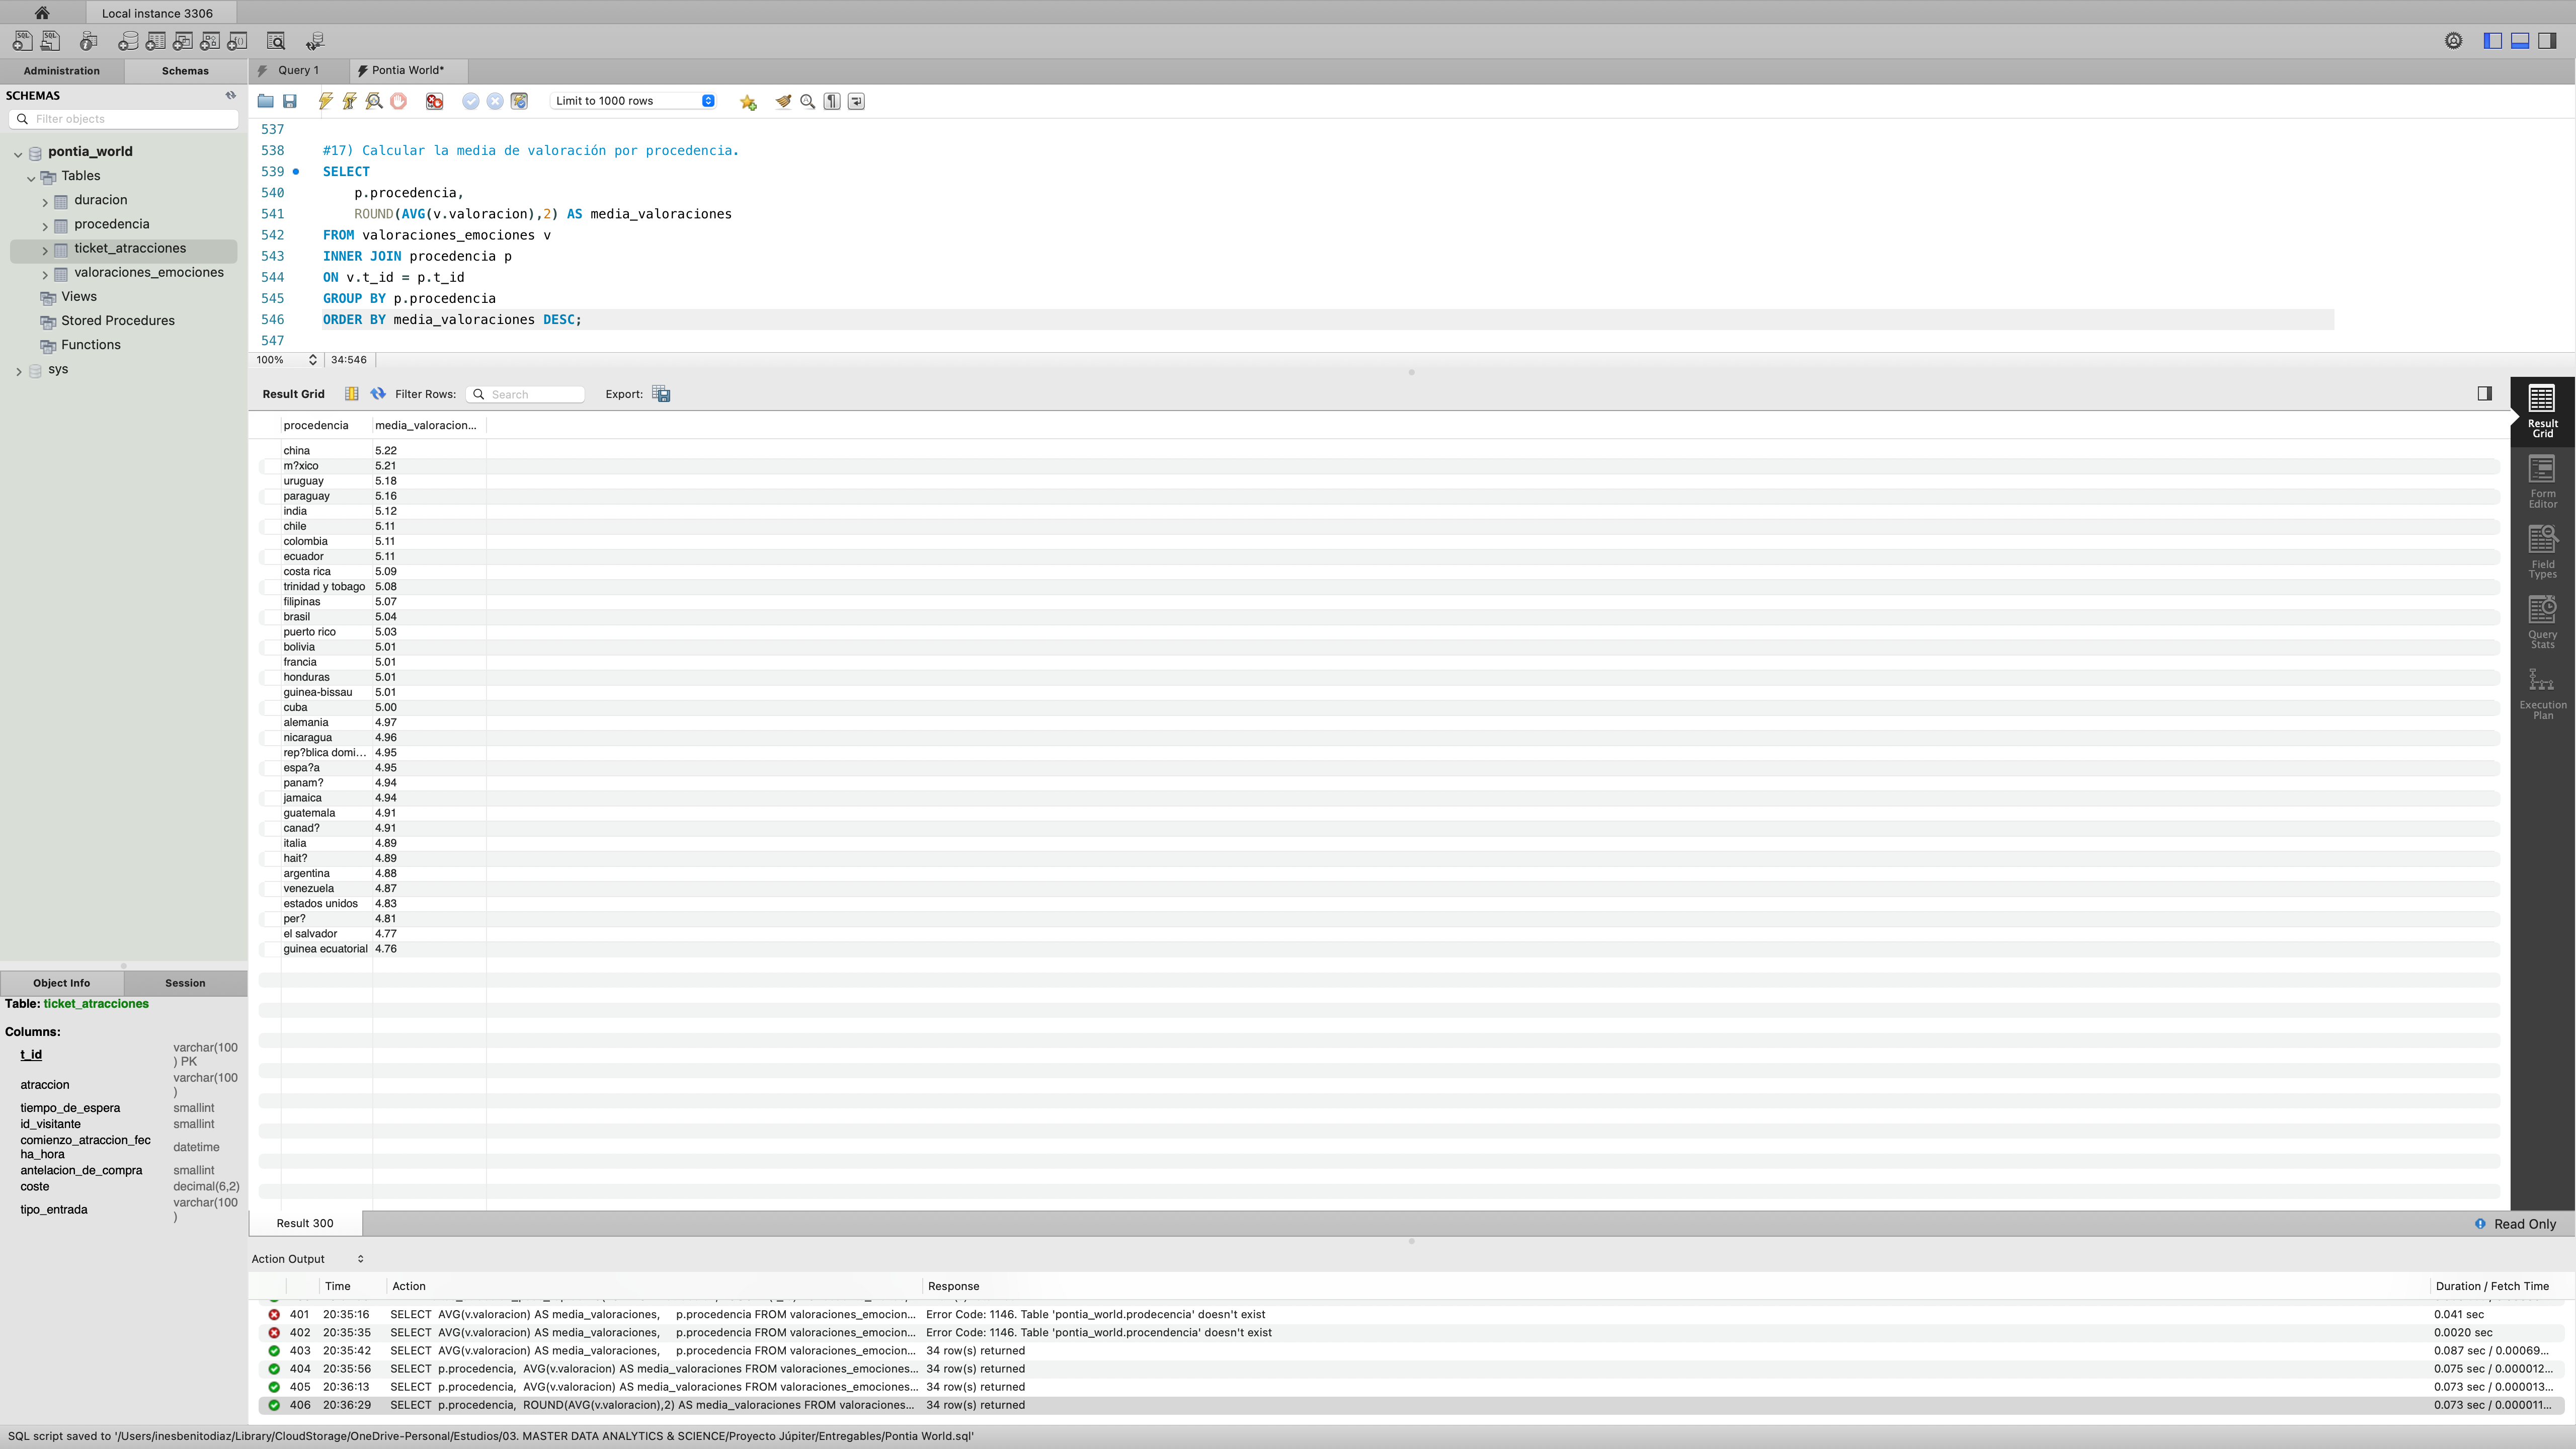 Local instance 3306
Administration
Schemas
Query 1
Pontia World*
SCHEMAS
Filter objects
pontia_world
Tables
duracion
procedencia
ticket_atracciones
valoraciones_emociones
Views
Stored Procedures
Functions
sys
Limit to 1000 rows
537
538 #17) Calcular la media de valoración por procedencia.
539 SELECT
540 p.procedencia,
541 ROUND(AVG(v.valoracion),2) AS media_valoraciones
542 FROM valoraciones_emociones v
543 INNER JOIN procedencia p
544 ON v.t_id = p.t_id
545 GROUP BY p.procedencia
546 ORDER BY media_valoraciones DESC;
547
100% 34:546
Result Grid Filter Rows: Search Export:
procedencia media_valoracion...
china 5.22
m?xico 5.21
uruguay 5.18
paraguay 5.16
india 5.12
chile 5.11
colombia 5.11
ecuador 5.11
costa rica 5.09
trinidad y tobago 5.08
filipinas 5.07
brasil 5.04
puerto rico 5.03
bolivia 5.01
francia 5.01
honduras 5.01
guinea-bissau 5.01
cuba 5.00
alemania 4.97
nicaragua 4.96
rep?blica domi... 4.95
espa?a 4.95
panam? 4.94
jamaica 4.94
guatemala 4.91
canad? 4.91
italia 4.89
hait? 4.89
argentina 4.88
venezuela 4.87
estados unidos 4.83
per? 4.81
el salvador 4.77
guinea ecuatorial 4.76
Result
Grid
Form
Editor
Field
Types
Query
Stats
Execution
Plan
Object Info
Session
Table: ticket_atracciones
Columns:
t_id varchar(100
) PK
atraccion varchar(100
)
tiempo_de_espera smallint
id_visitante smallint
comienzo_atraccion_fec
ha_hora datetime
antelacion_de_compra smallint
coste decimal(6,2)
tipo_entrada varchar(100
)
Result 300
Read Only
Action Output
Time Action Response Duration / Fetch Time
401 20:35:16 SELECT AVG(v.valoracion) AS media_valoraciones, p.procedencia FROM valoraciones_emocion... Error Code: 1146. Table 'pontia_world.prodecencia' doesn't exist 0.041 sec
402 20:35:35 SELECT AVG(v.valoracion) AS media_valoraciones, p.procedencia FROM valoraciones_emocion... Error Code: 1146. Table 'pontia_world.procendencia' doesn't exist 0.0020 sec
403 20:35:42 SELECT AVG(v.valoracion) AS media_valoraciones, p.procedencia FROM valoraciones_emocion... 34 row(s) returned 0.087 sec / 0.00069...
404 20:35:56 SELECT p.procedencia, AVG(v.valoracion) AS media_valoraciones FROM valoraciones_emociones... 34 row(s) returned 0.075 sec / 0.000012...
405 20:36:13 SELECT p.procedencia, AVG(v.valoracion) AS media_valoraciones FROM valoraciones_emociones... 34 row(s) returned 0.073 sec / 0.000013...
406 20:36:29 SELECT p.procedencia, ROUND(AVG(v.valoracion),2) AS media_valoraciones FROM valoraciones... 34 row(s) returned 0.073 sec / 0.000011...
SQL script saved to '/Users/inesbenitodiaz/Library/CloudStorage/OneDrive-Personal/Estudios/03. MASTER DATA ANALYTICS & SCIENCE/Proyecto Júpiter/Entregables/Pontia World.sql'